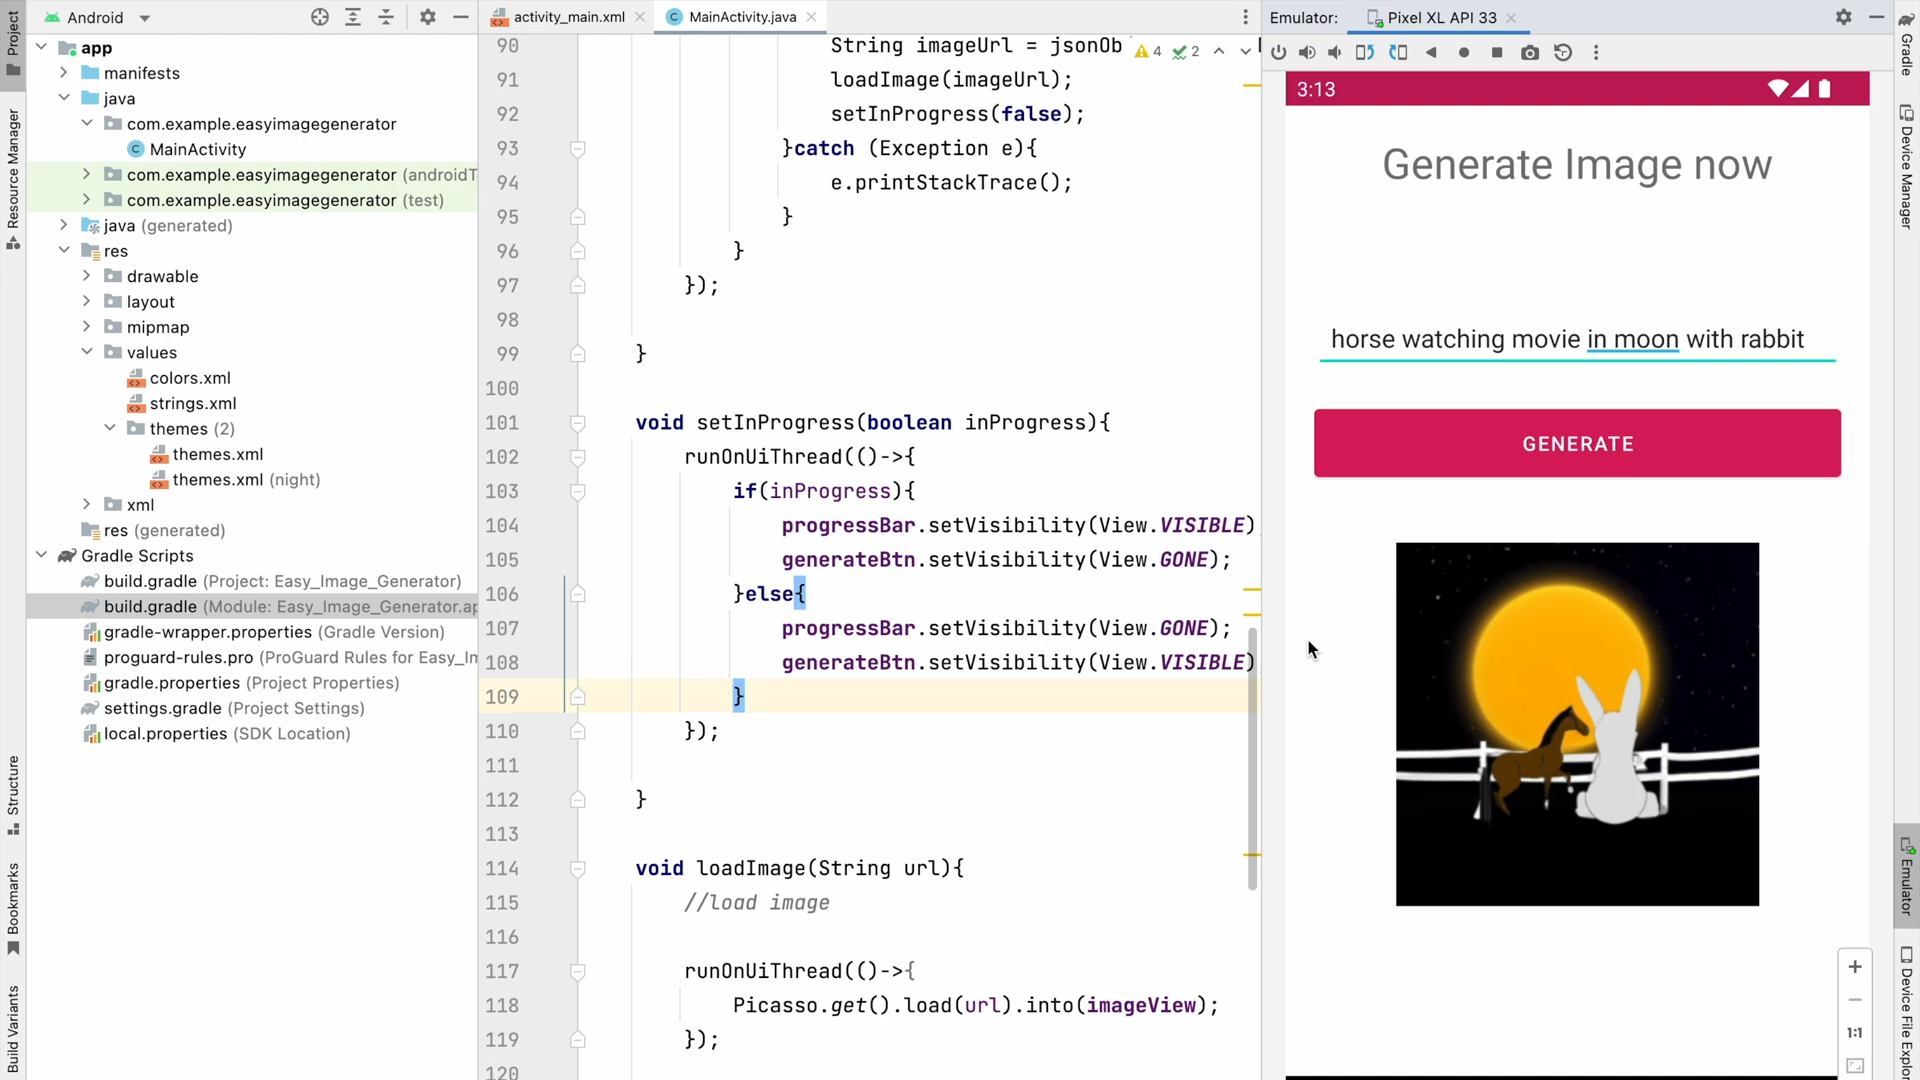 Android
app
manifests
java
com.example.easyimagegenerator
MainActivity
com.example.easyimagegenerator (androidT
com.example.easyimagegenerator (test)
java (generated)
res
drawable
layout
mipmap
values
colors.xml
strings.xml
themes (2)
themes.xml
themes.xml (night)
xml
res (generated)
Gradle Scripts
build.gradle (Project: Easy_Image_Generator)
build.gradle (Module: Easy_Image_Generator.ap
gradle-wrapper.properties (Gradle Version)
proguard-rules.pro (ProGuard Rules for Easy_In
gradle.properties (Project Properties)
settings.gradle (Project Settings)
local.properties (SDK Location)
Project
Resource Manager
Structure
Bookmarks
Build Variants
activity_main.xml
MainActivity.java
4 2
90 String imageUrl = jsonOb
91 loadImage(imageUrl);
92 setInProgress(false);
93 }catch (Exception e){
94 e.printStackTrace();
95 }
96 }
97 });
98
99 }
100
101 void setInProgress(boolean inProgress){
102 runOnUiThread(()->{
103 if(inProgress){
104 progressBar.setVisibility(View.VISIBLE)
105 generateBtn.setVisibility(View.GONE);
106 }else{
107 progressBar.setVisibility(View.GONE);
108 generateBtn.setVisibility(View.VISIBLE)
109 }
110 });
111
112 }
113
114 void loadImage(String url){
115 //load image
116
117 runOnUiThread(()->{
118 Picasso.get().load(url).into(imageView);
119 });
120
Emulator: Pixel XL API 33
3:13
Generate Image now
horse watching movie in moon with rabbit
GENERATE
1:1
Gradle
Device Manager
Emulator
Device File Explor